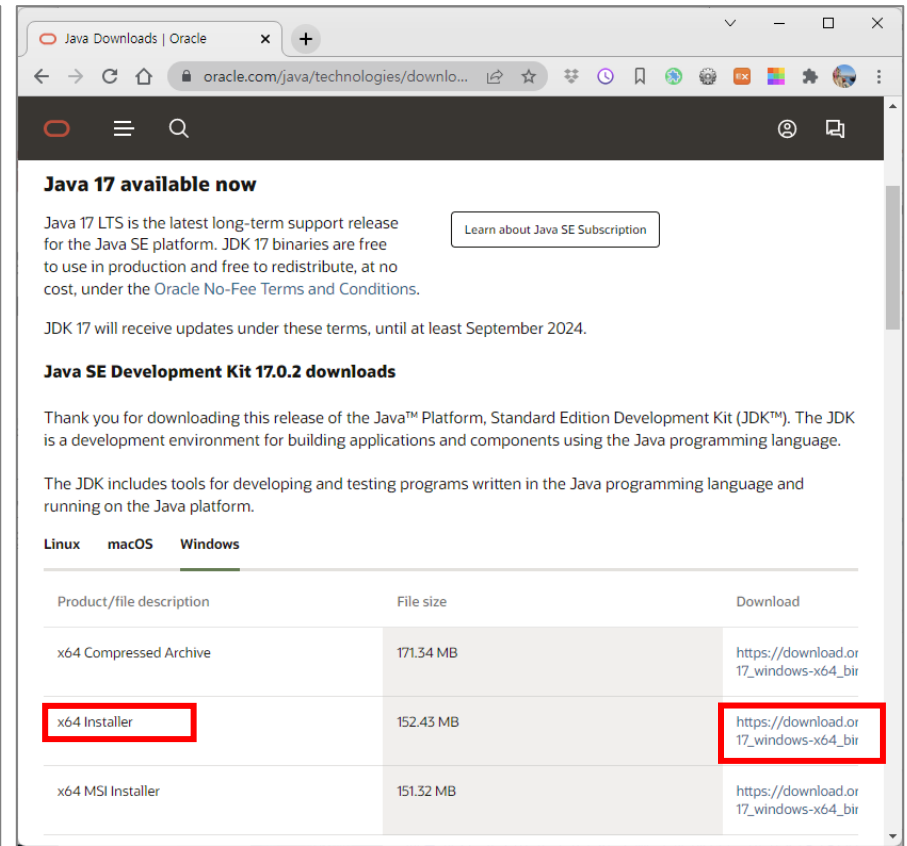 Java Downloads | Oracle
oracle.com/java/technologies/downlo...
EX
Java 17 available now
Java 17 LTS is the latest long-term support release
for the Java SE platform. JDK 17 binaries are free
to use in production and free to redistribute, at no
cost, under the Oracle No-Fee Terms and Conditions.
Learn about Java SE Subscription
JDK 17 will receive updates under these terms, until at least September 2024.
Java SE Development Kit 17.0.2 downloads
Thank you for downloading this release of the Java™ Platform, Standard Edition Development Kit (JDK™). The JDK
is a development environment for building applications and components using the Java programming language.
The JDK includes tools for developing and testing programs written in the Java programming language and
running on the Java platform.
Linux macOS Windows
Product/file description File size Download
x64 Compressed Archive 171.34 MB https://download.or
17_windows-x64_bir
x64 Installer 152.43 MB https://download.or
17_windows-x64_bir
x64 MSI Installer 151.32 MB https://download.or
17_windows-x64_bir